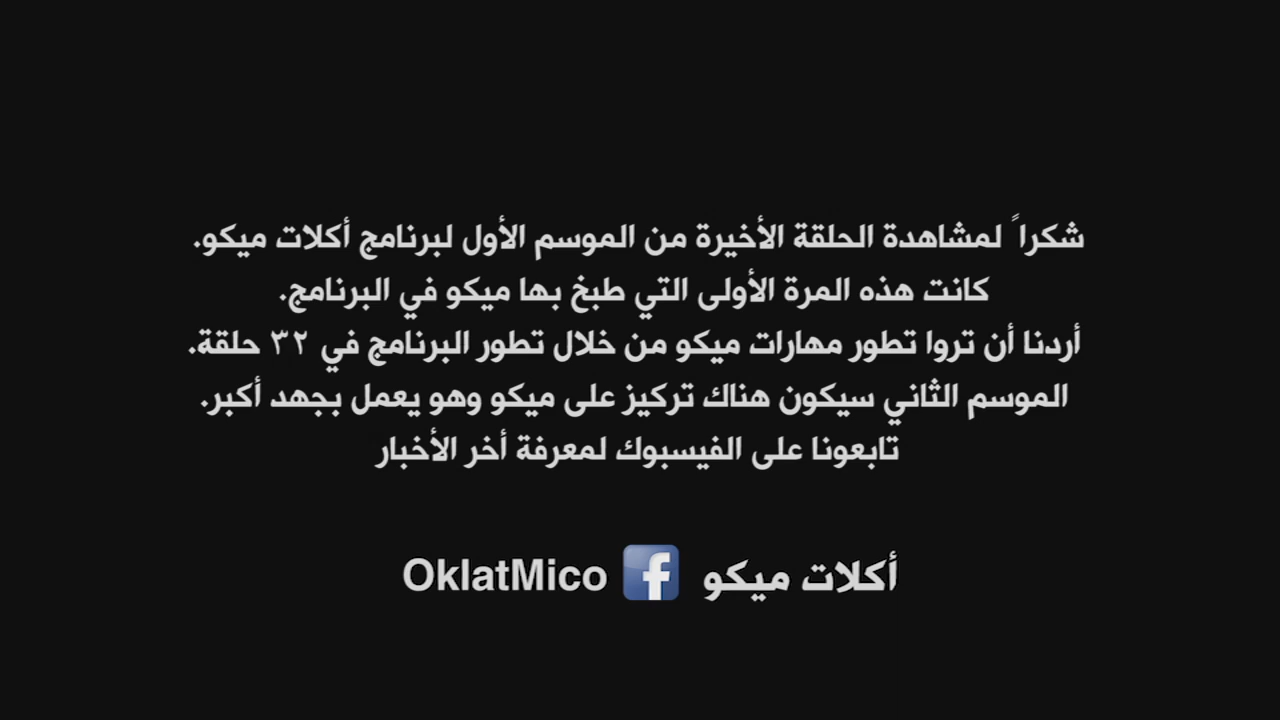 شكراً لمشاهدة الحلقة الأخيرة من الموسم الأول لبرنامج أكلات ميكو.
كانت هذه المرة الأولى التي طبخ بها ميكو في البرنامج.
أردنا أن تروا تطور مهارات ميكو من خلال تطور البرنامج في ٣٢ حلقة.
الموسم الثاني سيكون هناك تركيز على ميكو وهو يعمل بجهد أكبر.
تابعونا على الفيسبوك لمعرفة أخر الأخبار
أكلات ميكو f OklatMico